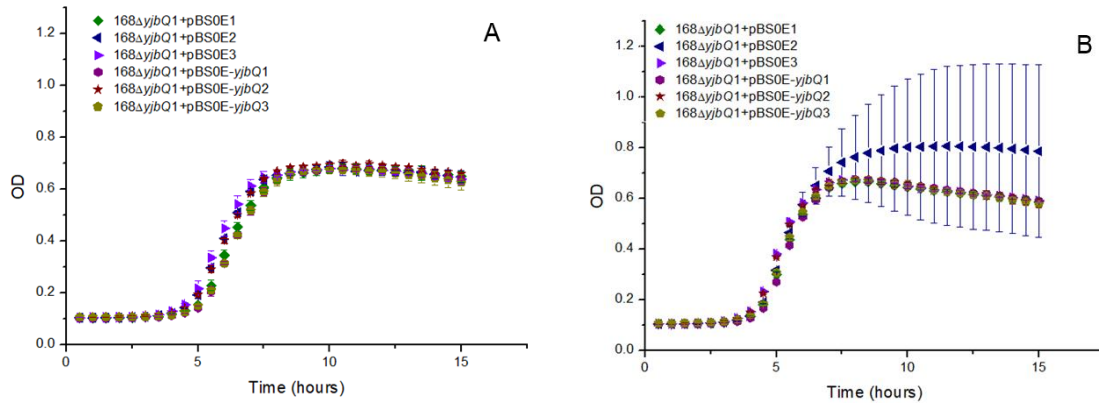 A
168ΔyjbQ1+pBS0E1
168ΔyjbQ1+pBS0E2
168ΔyjbQ1+pBS0E3
168ΔyjbQ1+pBS0E-yjbQ1
168ΔyjbQ1+pBS0E-yjbQ2
168ΔyjbQ1+pBS0E-yjbQ3
1.2
1.0
0.8
0.6
0.4
0.2
0.0
OD
0 5 10 15
Time (hours)
B
168ΔyjbQ1+pBS0E1
168ΔyjbQ1+pBS0E2
168ΔyjbQ1+pBS0E3
168ΔyjbQ1+pBS0E-yjbQ1
168ΔyjbQ1+pBS0E-yjbQ2
168ΔyjbQ1+pBS0E-yjbQ3
1.2
1.0
0.8
0.6
0.4
0.2
0.0
OD
0 5 10 15
Time (hours)